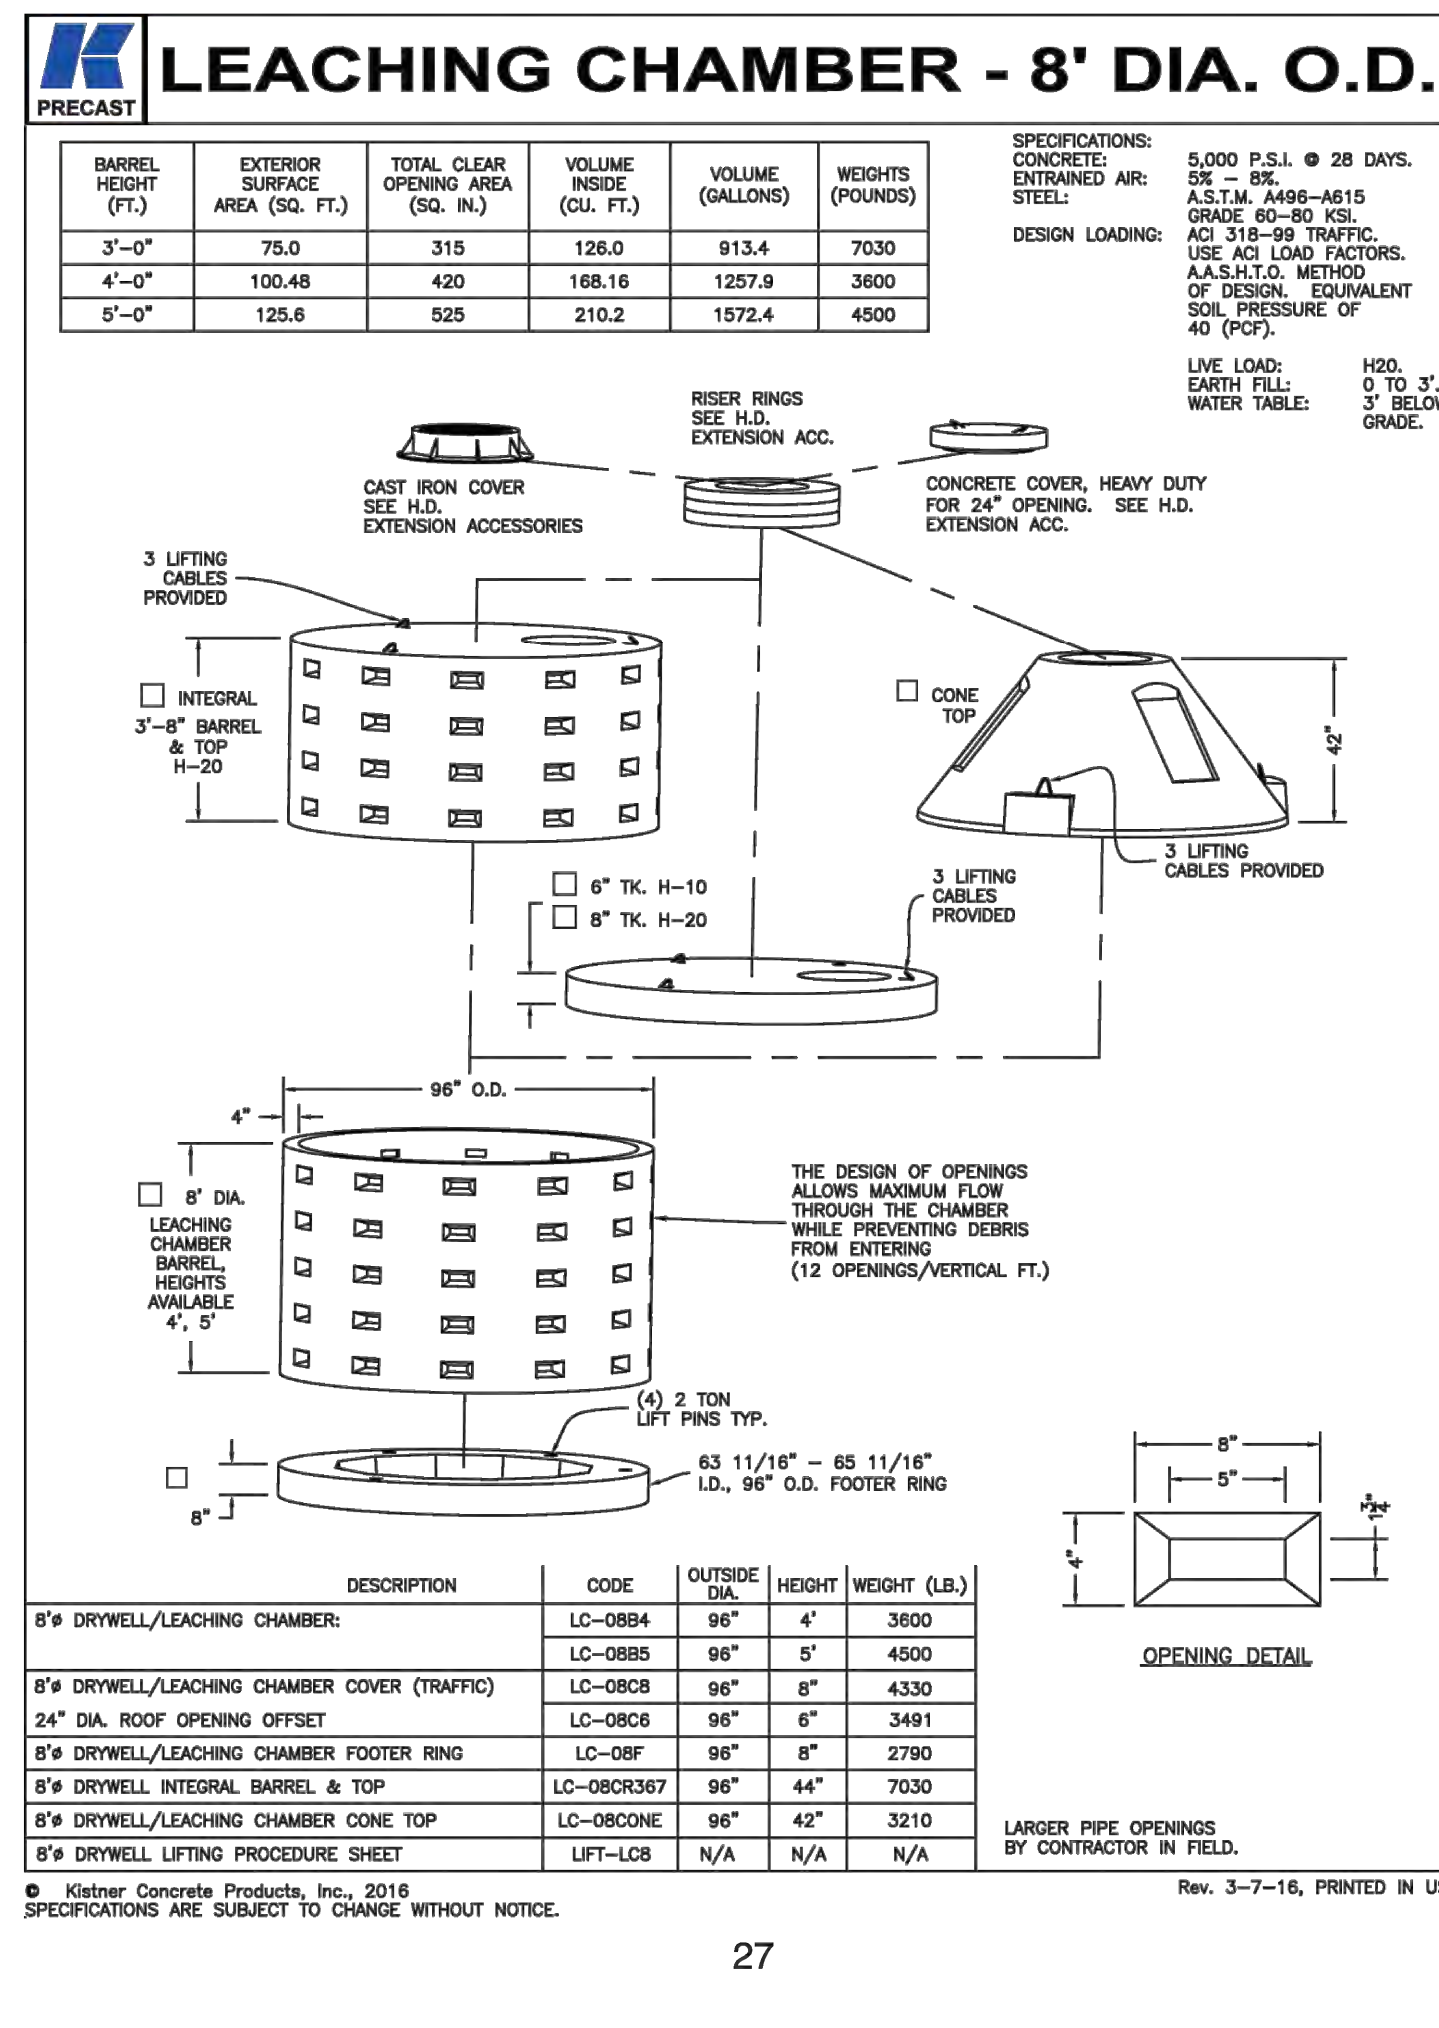 K
PRECAST
LEACHING CHAMBER - 8' DIA. O.D.
BARREL HEIGHT (FT.) EXTERIOR SURFACE AREA (SQ. FT.) TOTAL CLEAR OPENING AREA (SQ. IN.) VOLUME INSIDE (CU. FT.) VOLUME (GALLONS) WEIGHTS (POUNDS)
3'-0" 75.0 315 126.0 913.4 7030
4'-0" 100.48 420 168.16 1257.9 3600
5'-0" 125.6 525 210.2 1572.4 4500
SPECIFICATIONS:
CONCRETE: 5,000 P.S.I. @ 28 DAYS.
ENTRAINED AIR: 5% - 8%.
STEEL: A.S.T.M. A496-A615
GRADE 60-80 KSI.
DESIGN LOADING: ACI 318-99 TRAFFIC.
USE ACI LOAD FACTORS.
A.A.S.H.T.O. METHOD
OF DESIGN. EQUIVALENT
SOIL PRESSURE OF
40 (PCF).
LIVE LOAD: H20.
EARTH FILL: 0 TO 3'.
WATER TABLE: 3' BELOW
GRADE.
RISER RINGS
SEE H.D.
EXTENSION ACC.
CAST IRON COVER
SEE H.D.
EXTENSION ACCESSORIES
CONCRETE COVER, HEAVY DUTY
FOR 24" OPENING. SEE H.D.
EXTENSION ACC.
3 LIFTING
CABLES
PROVIDED
INTEGRAL
3'-8" BARREL
& TOP
H-20
CONE
TOP
42"
3 LIFTING
CABLES PROVIDED
6" TK. H-10
8" TK. H-20
3 LIFTING
CABLES
PROVIDED
96" O.D.
4"
8' DIA.
LEACHING
CHAMBER
BARREL,
HEIGHTS
AVAILABLE
4', 5'
THE DESIGN OF OPENINGS
ALLOWS MAXIMUM FLOW
THROUGH THE CHAMBER
WHILE PREVENTING DEBRIS
FROM ENTERING
(12 OPENINGS/VERTICAL FT.)
(4) 2 TON
LIFT PINS TYP.
63 11/16" - 65 11/16"
I.D., 96" O.D. FOOTER RING
8"
8"
5"
4"
1 3/4"
OPENING DETAIL
DESCRIPTION CODE OUTSIDE DIA. HEIGHT WEIGHT (LB.)
8'ø DRYWELL/LEACHING CHAMBER: LC-08B4 96" 4' 3600
LC-08B5 96" 5' 4500
8'ø DRYWELL/LEACHING CHAMBER COVER (TRAFFIC) LC-08C8 96" 8" 4330
24" DIA. ROOF OPENING OFFSET LC-08C6 96" 6" 3491
8'ø DRYWELL/LEACHING CHAMBER FOOTER RING LC-08F 96" 8" 2790
8'ø DRYWELL INTEGRAL BARREL & TOP LC-08CR367 96" 44" 7030
8'ø DRYWELL/LEACHING CHAMBER CONE TOP LC-08CONE 96" 42" 3210
8'ø DRYWELL LIFTING PROCEDURE SHEET LIFT-LC8 N/A N/A N/A
LARGER PIPE OPENINGS
BY CONTRACTOR IN FIELD.
© Kistner Concrete Products, Inc., 2016
SPECIFICATIONS ARE SUBJECT TO CHANGE WITHOUT NOTICE.
Rev. 3-7-16, PRINTED IN
27